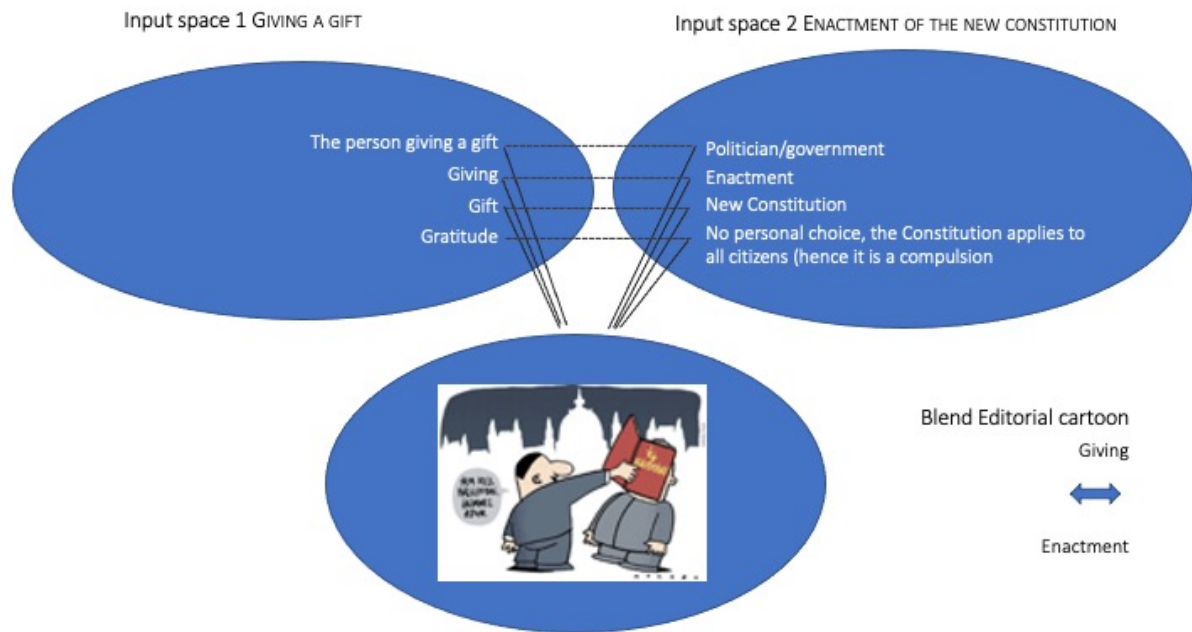 Input space 1 GIVING A GIFT
Input space 2 ENACTMENT OF THE NEW CONSTITUTION
The person giving a gift
Giving
Gift
Gratitude
Politician/government
Enactment
New Constitution
No personal choice, the Constitution applies to
all citizens (hence it is a compulsion
Blend Editorial cartoon
Giving
Enactment